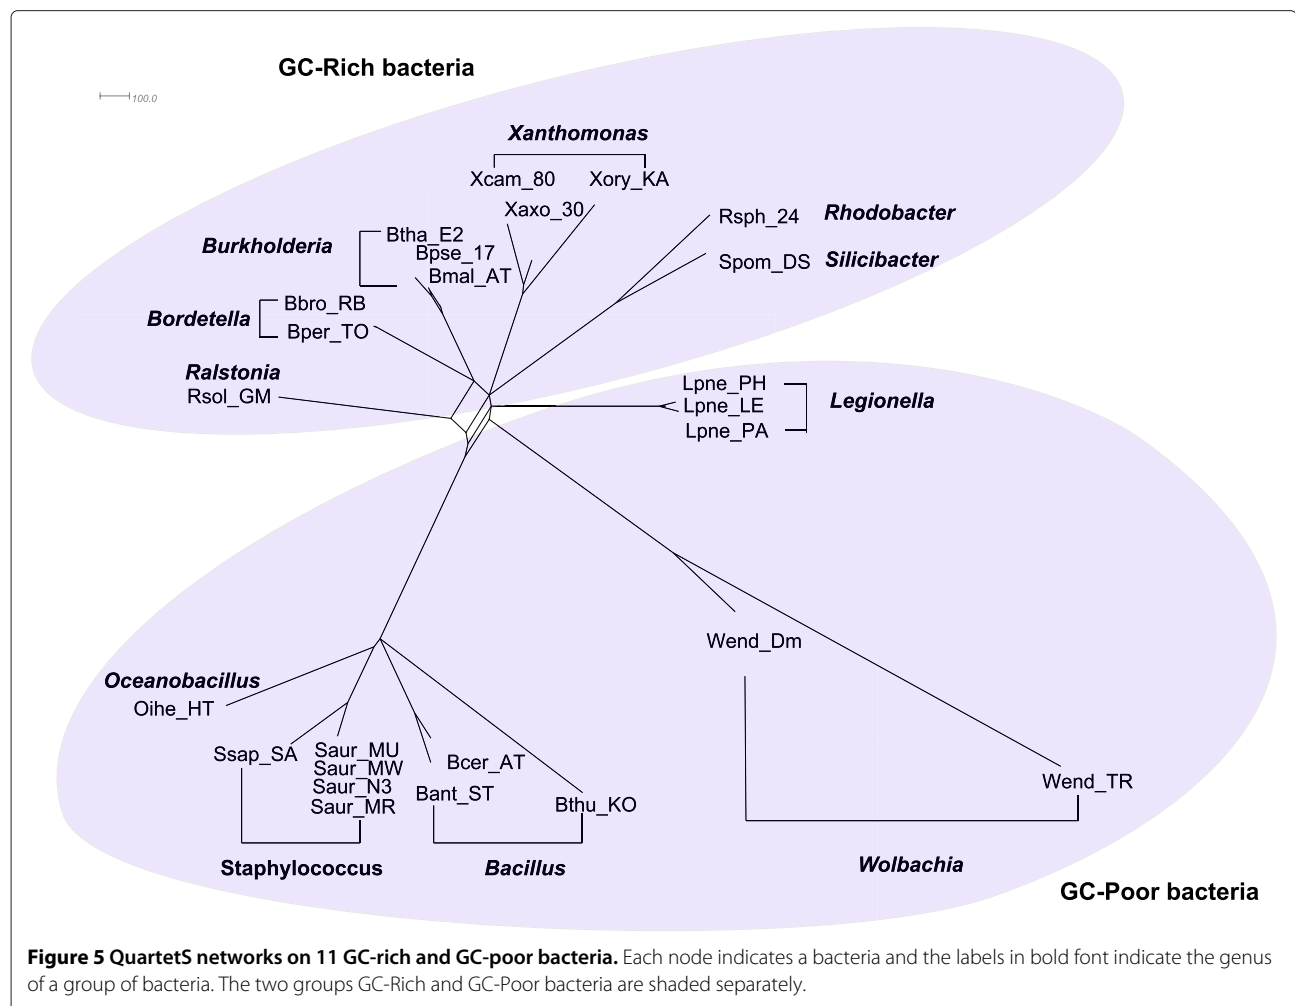 GC-Rich bacteria
100.0
Xanthomonas
Xcam_80
Xory_KA
Xaxo_30
Rsph_24
Rhodobacter
Burkholderia
Btha_E2
Bpse_17
Bmal_AT
Spom_DS
Silicibacter
Bordetella
Bbro_RB
Bper_TO
Ralstonia
Rsol_GM
Lpne_PH
Lpne_LE
Lpne_PA
Legionella
Wend_Dm
Oceanobacillus
Oihe_HT
Ssap_SA
Saur_MU
Saur_MW
Saur_N3
Saur_MR
Bcer_AT
Bant_ST
Bthu_KO
Wend_TR
Staphylococcus
Bacillus
Wolbachia
GC-Poor bacteria
Figure 5 QuartetS networks on 11 GC-rich and GC-poor bacteria. Each node indicates a bacteria and the labels in bold font indicate the genus
of a group of bacteria. The two groups GC-Rich and GC-Poor bacteria are shaded separately.